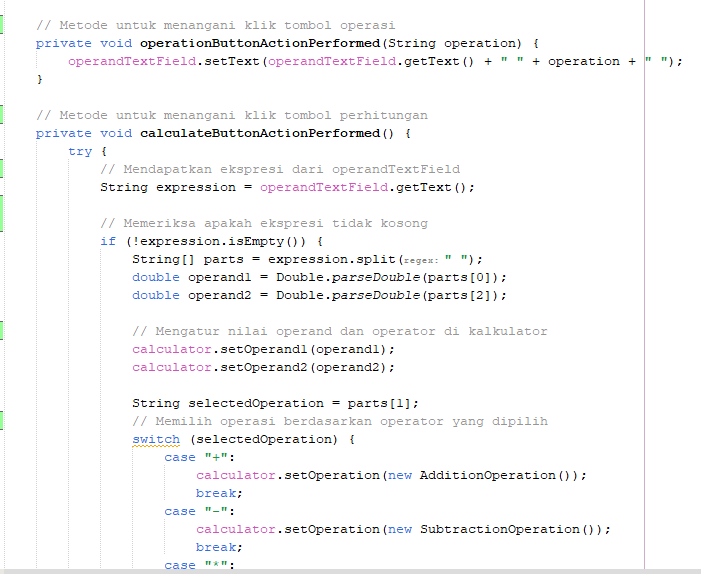 // Metode untuk menangani klik tombol operasi
private void operationButtonActionPerformed(String operation) {
operandTextField.setText(operandTextField.getText() + " " + operation + " ");
}
// Metode untuk menangani klik tombol perhitungan
private void calculateButtonActionPerformed() {
try {
// Mendapatkan ekspresi dari operandTextField
String expression = operandTextField.getText();
// Memeriksa apakah ekspresi tidak kosong
if (!expression.isEmpty()) {
String[] parts = expression.split(regex: " ");
double operand1 = Double.parseDouble(parts[0]);
double operand2 = Double.parseDouble(parts[2]);
// Mengatur nilai operand dan operator di kalkulator
calculator.setOperand1(operand1);
calculator.setOperand2(operand2);
String selectedOperation = parts[1];
// Memilih operasi berdasarkan operator yang dipilih
switch (selectedOperation) {
case "+":
calculator.setOperation(new AdditionOperation());
break;
case "-":
calculator.setOperation(new SubtractionOperation());
break;
case "*":